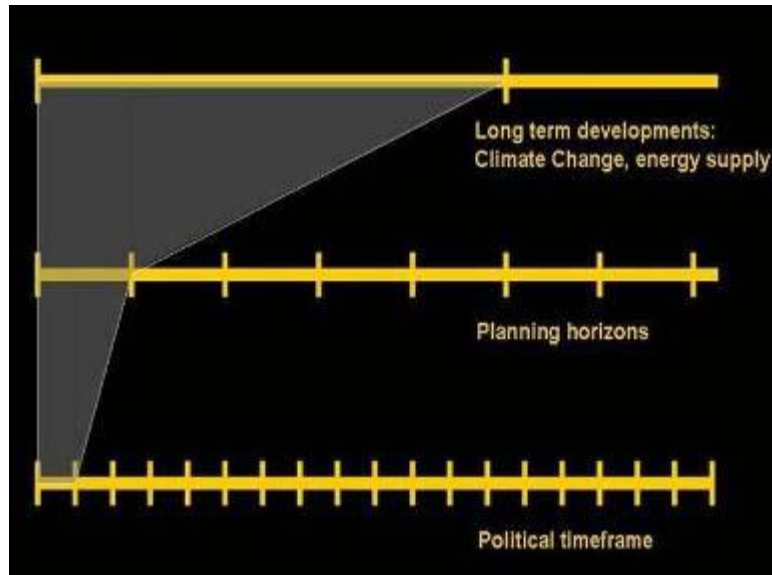 Long term developments:
Climate Change, energy supply
Planning horizons
Political timeframe